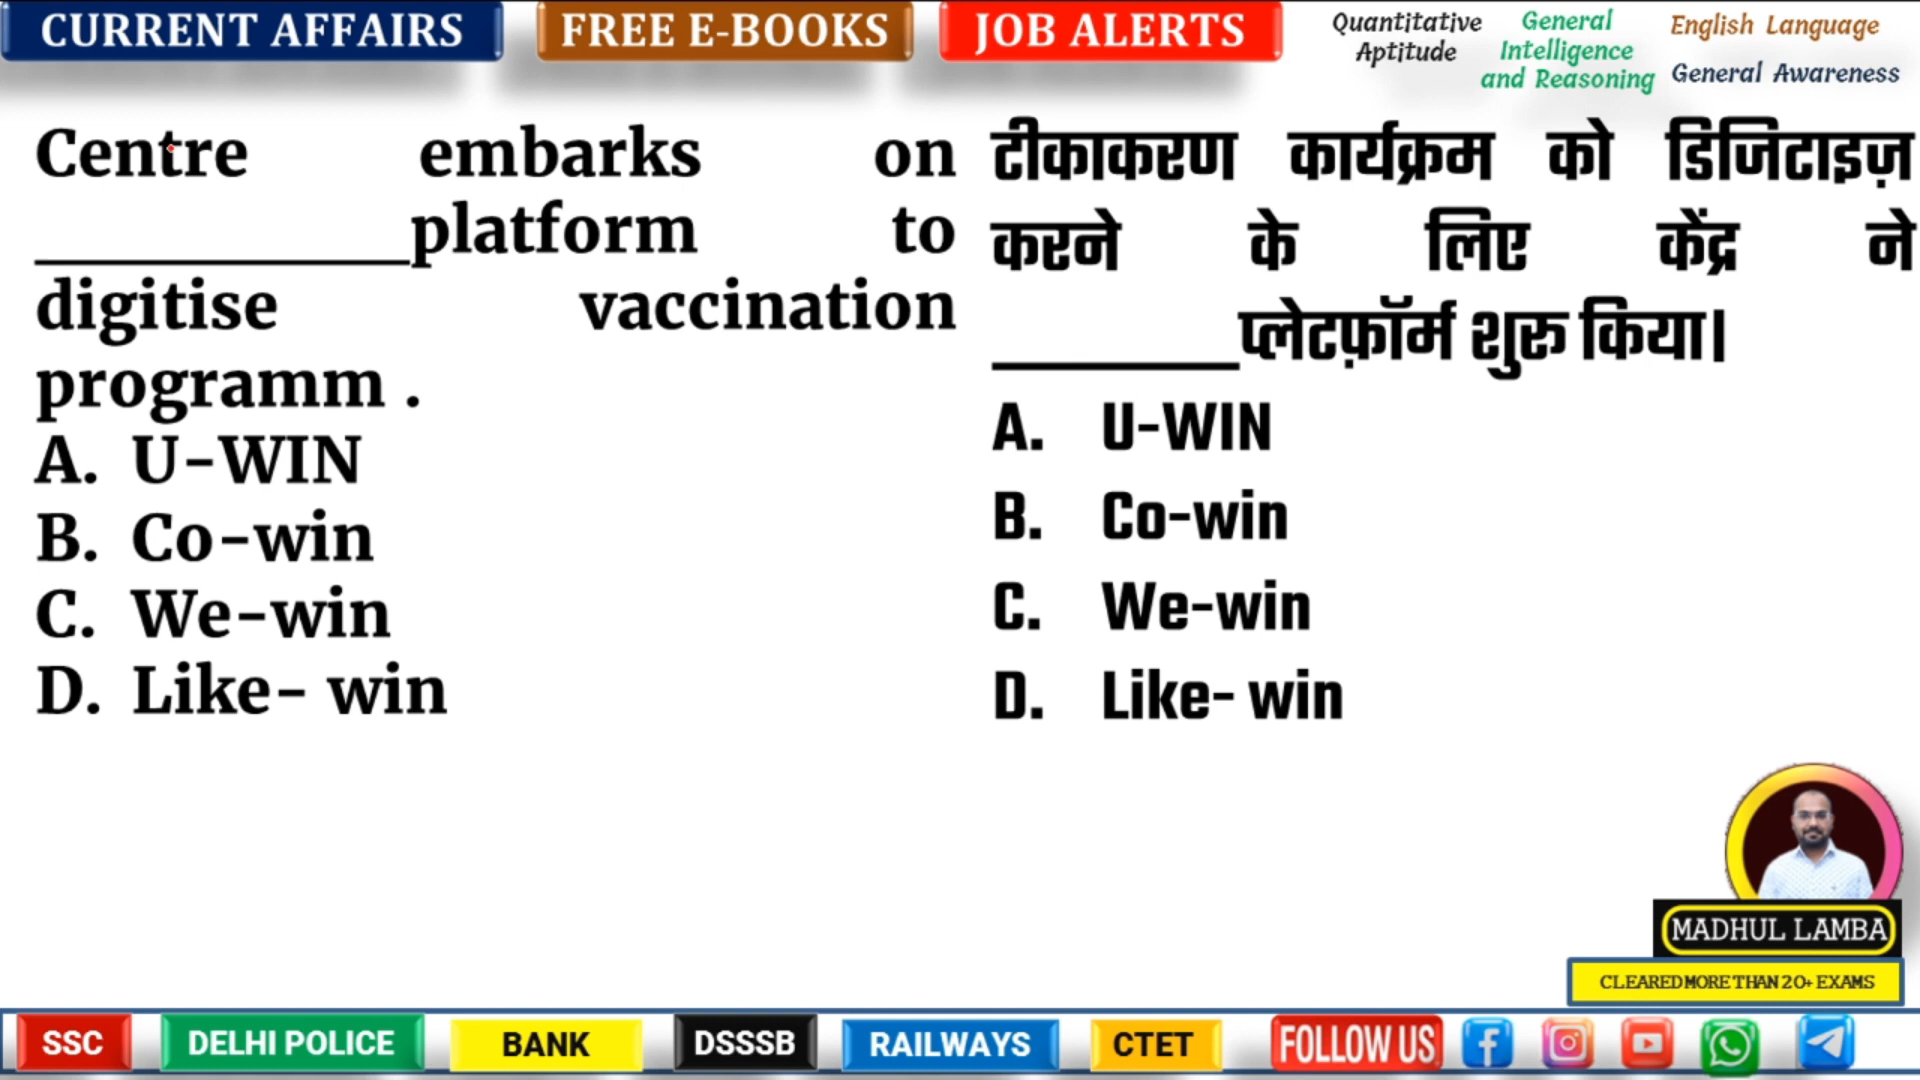 CURRENT AFFAIRS
FREE E-BOOKS
JOB ALERTS
Quantitative
Aptitude
General
Intelligence
and Reasoning
English Language
General Awareness
Centre embarks on
____________platform to
digitise vaccination
programm .
A. U-WIN
B. Co-win
C. We-win
D. Like- win
टीकाकरण कार्यक्रम को डिजिटाइज़
करने के लिए केंद्र ने
________प्लेटफ़ॉर्म शुरू किया।
A. U-WIN
B. Co-win
C. We-win
D. Like- win
MADHUL LAMBA
CLEARED MORE THAN 20+ EXAMS
SSC
DELHI POLICE
BANK
DSSSB
RAILWAYS
CTET
FOLLOW US